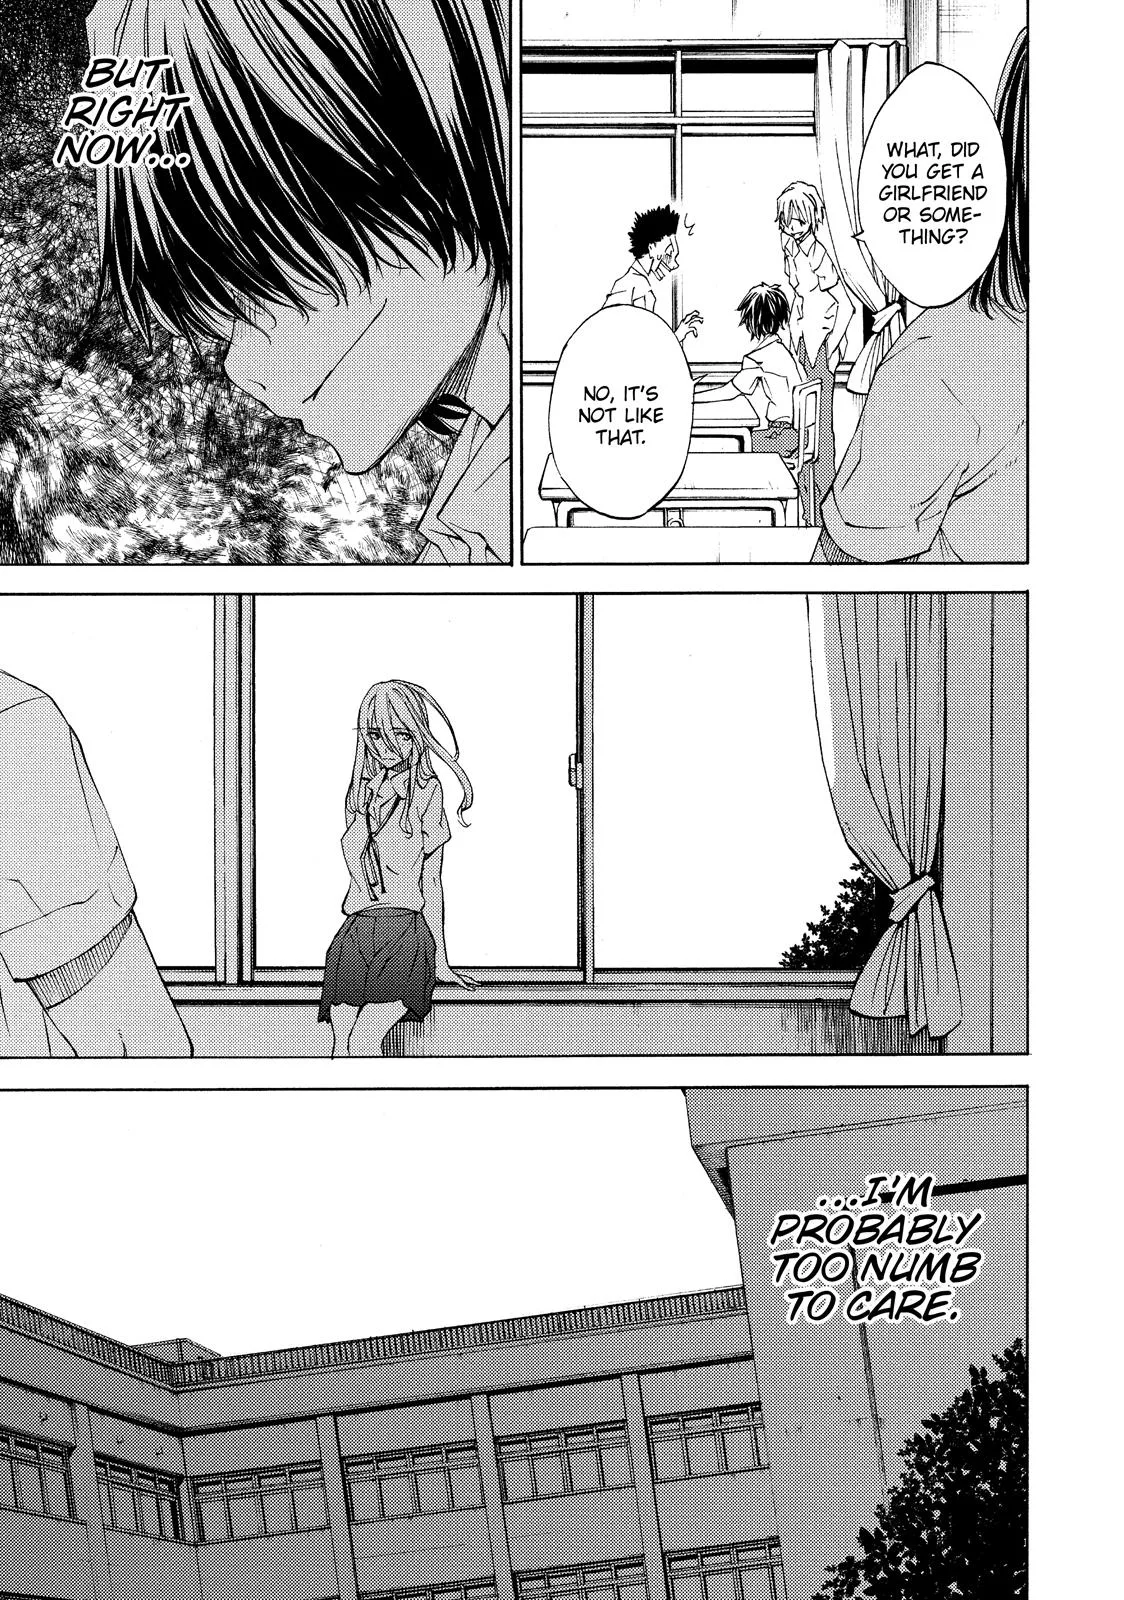 WHAT, DID
YOU GET A
GIRLFRIEND
OR SOME-
THING?
NO, IT'S
NOT LIKE
THAT.
BUT
RIGHT
NOW...
...I'M
PROBABLY
TOO NUMB
TO CARE.